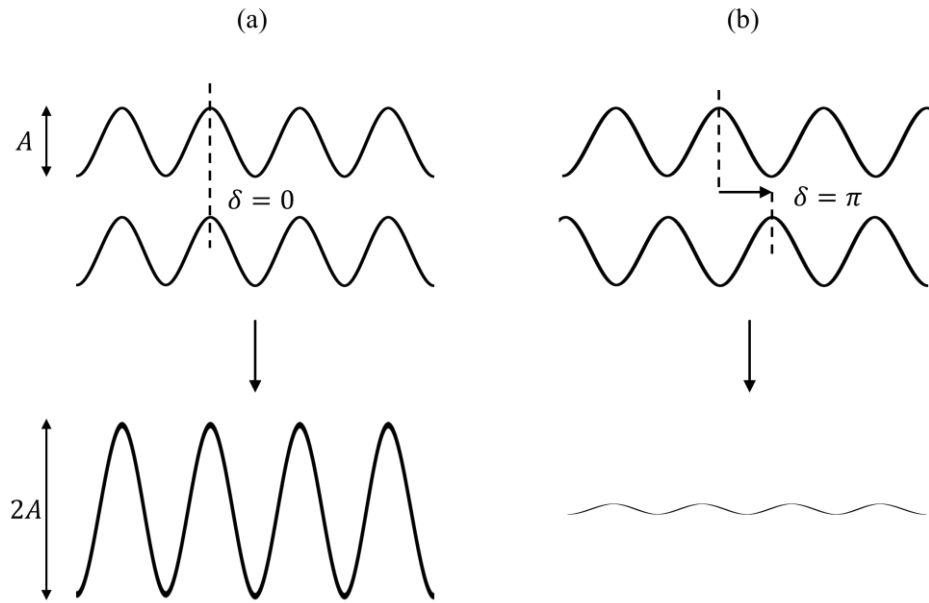 (a)
(b)
A
δ = 0
δ = π
2A